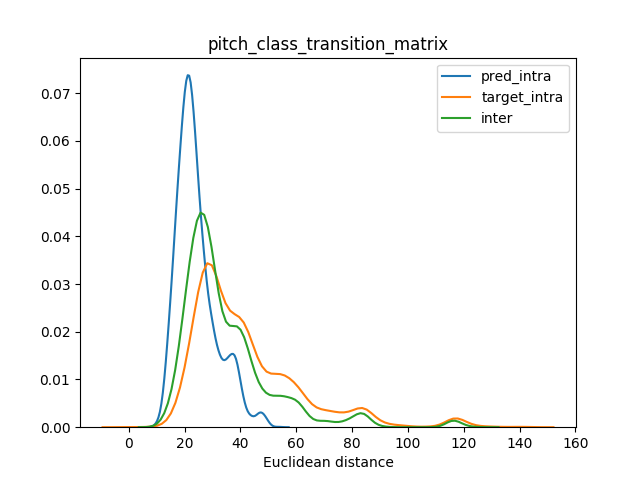 pitch_class_transition_matrix
pred_intra
target_intra
inter
0.07
0.06
0.05
0.04
0.03
0.02
0.01
0.00
0 20 40 60 80 100 120 140 160
Euclidean distance